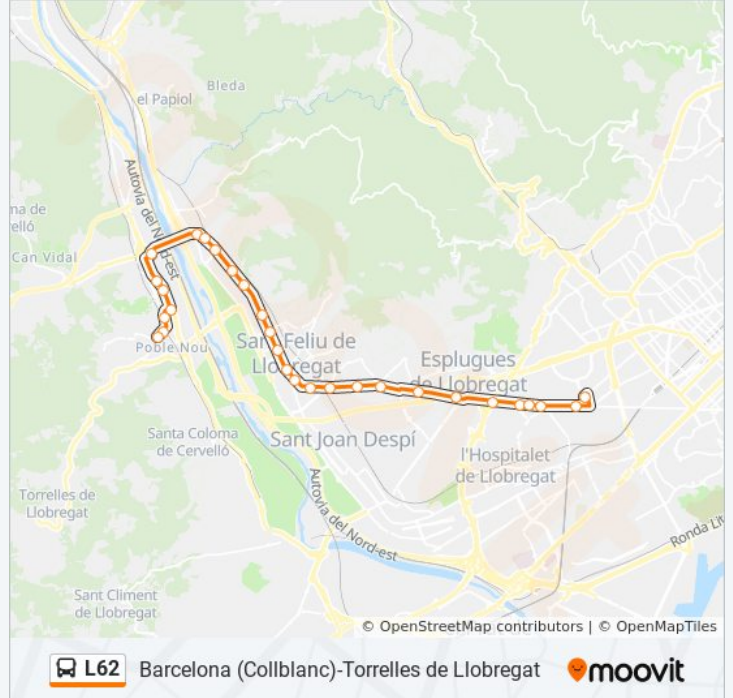 Bleda
el Papiol
Autovia del Nord-est
ma de
velló
Can Vidal
Sant Feliu de
Llobregat
Poble Nou
Esplugues
de Llobregat
Santa Coloma
de Cervelló
Sant Joan Despí
l'Hospitalet
de Llobregat
Torrelles de
Llobregat
Autovia del Nord-est
Ronda Lit
Sant Climent
de Llobregat
© OpenStreetMap contributors | © OpenMapTiles
L62 Barcelona (Collblanc)-Torrelles de Llobregat moovit